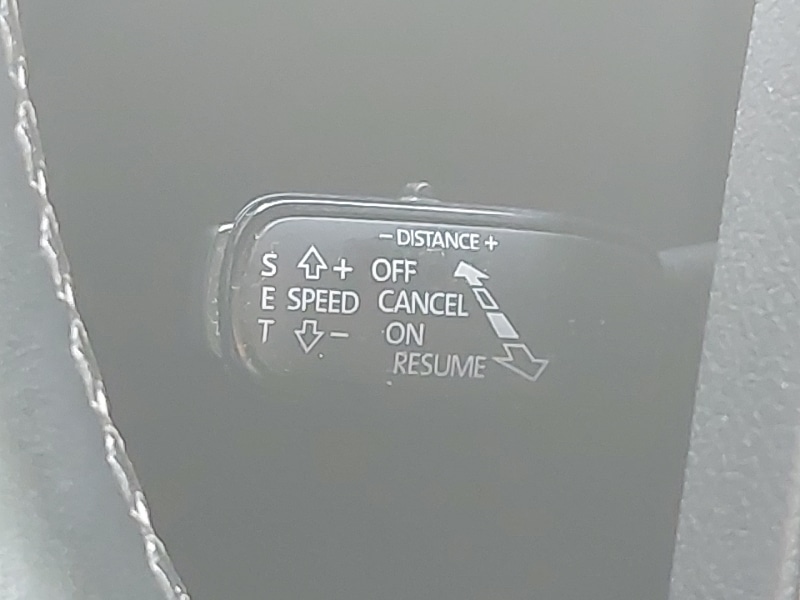 - DISTANCE +
S + OFF
E SPEED CANCEL
T - ON
RESUME